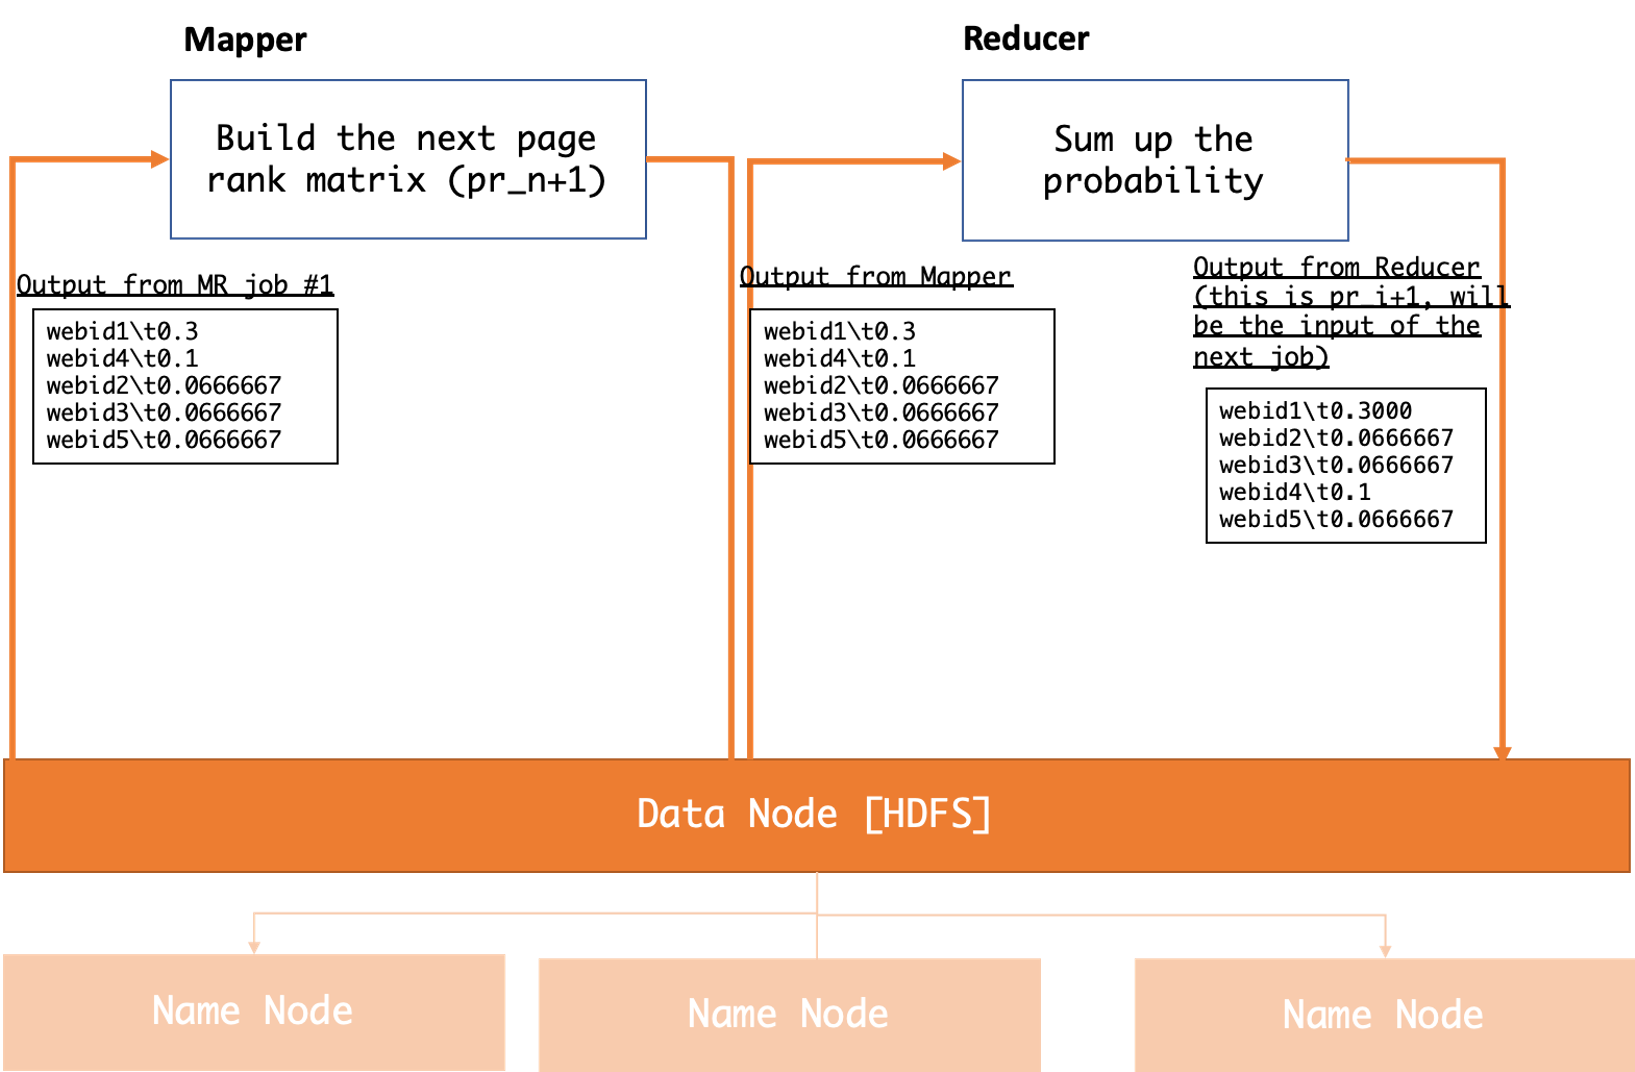 Mapper
Reducer
Build the next page
rank matrix (pr_n+1)
Sum up the
probability
Output from MR job #1
webid1\t0.3
webid4\t0.1
webid2\t0.0666667
webid3\t0.0666667
webid5\t0.0666667
Output from Mapper
webid1\t0.3
webid4\t0.1
webid2\t0.0666667
webid3\t0.0666667
webid5\t0.0666667
Output from Reducer
(this is pr_i+1, will
be the input of the
next job)
webid1\t0.3000
webid2\t0.0666667
webid3\t0.0666667
webid4\t0.1
webid5\t0.0666667
Data Node [HDFS]
Name Node
Name Node
Name Node